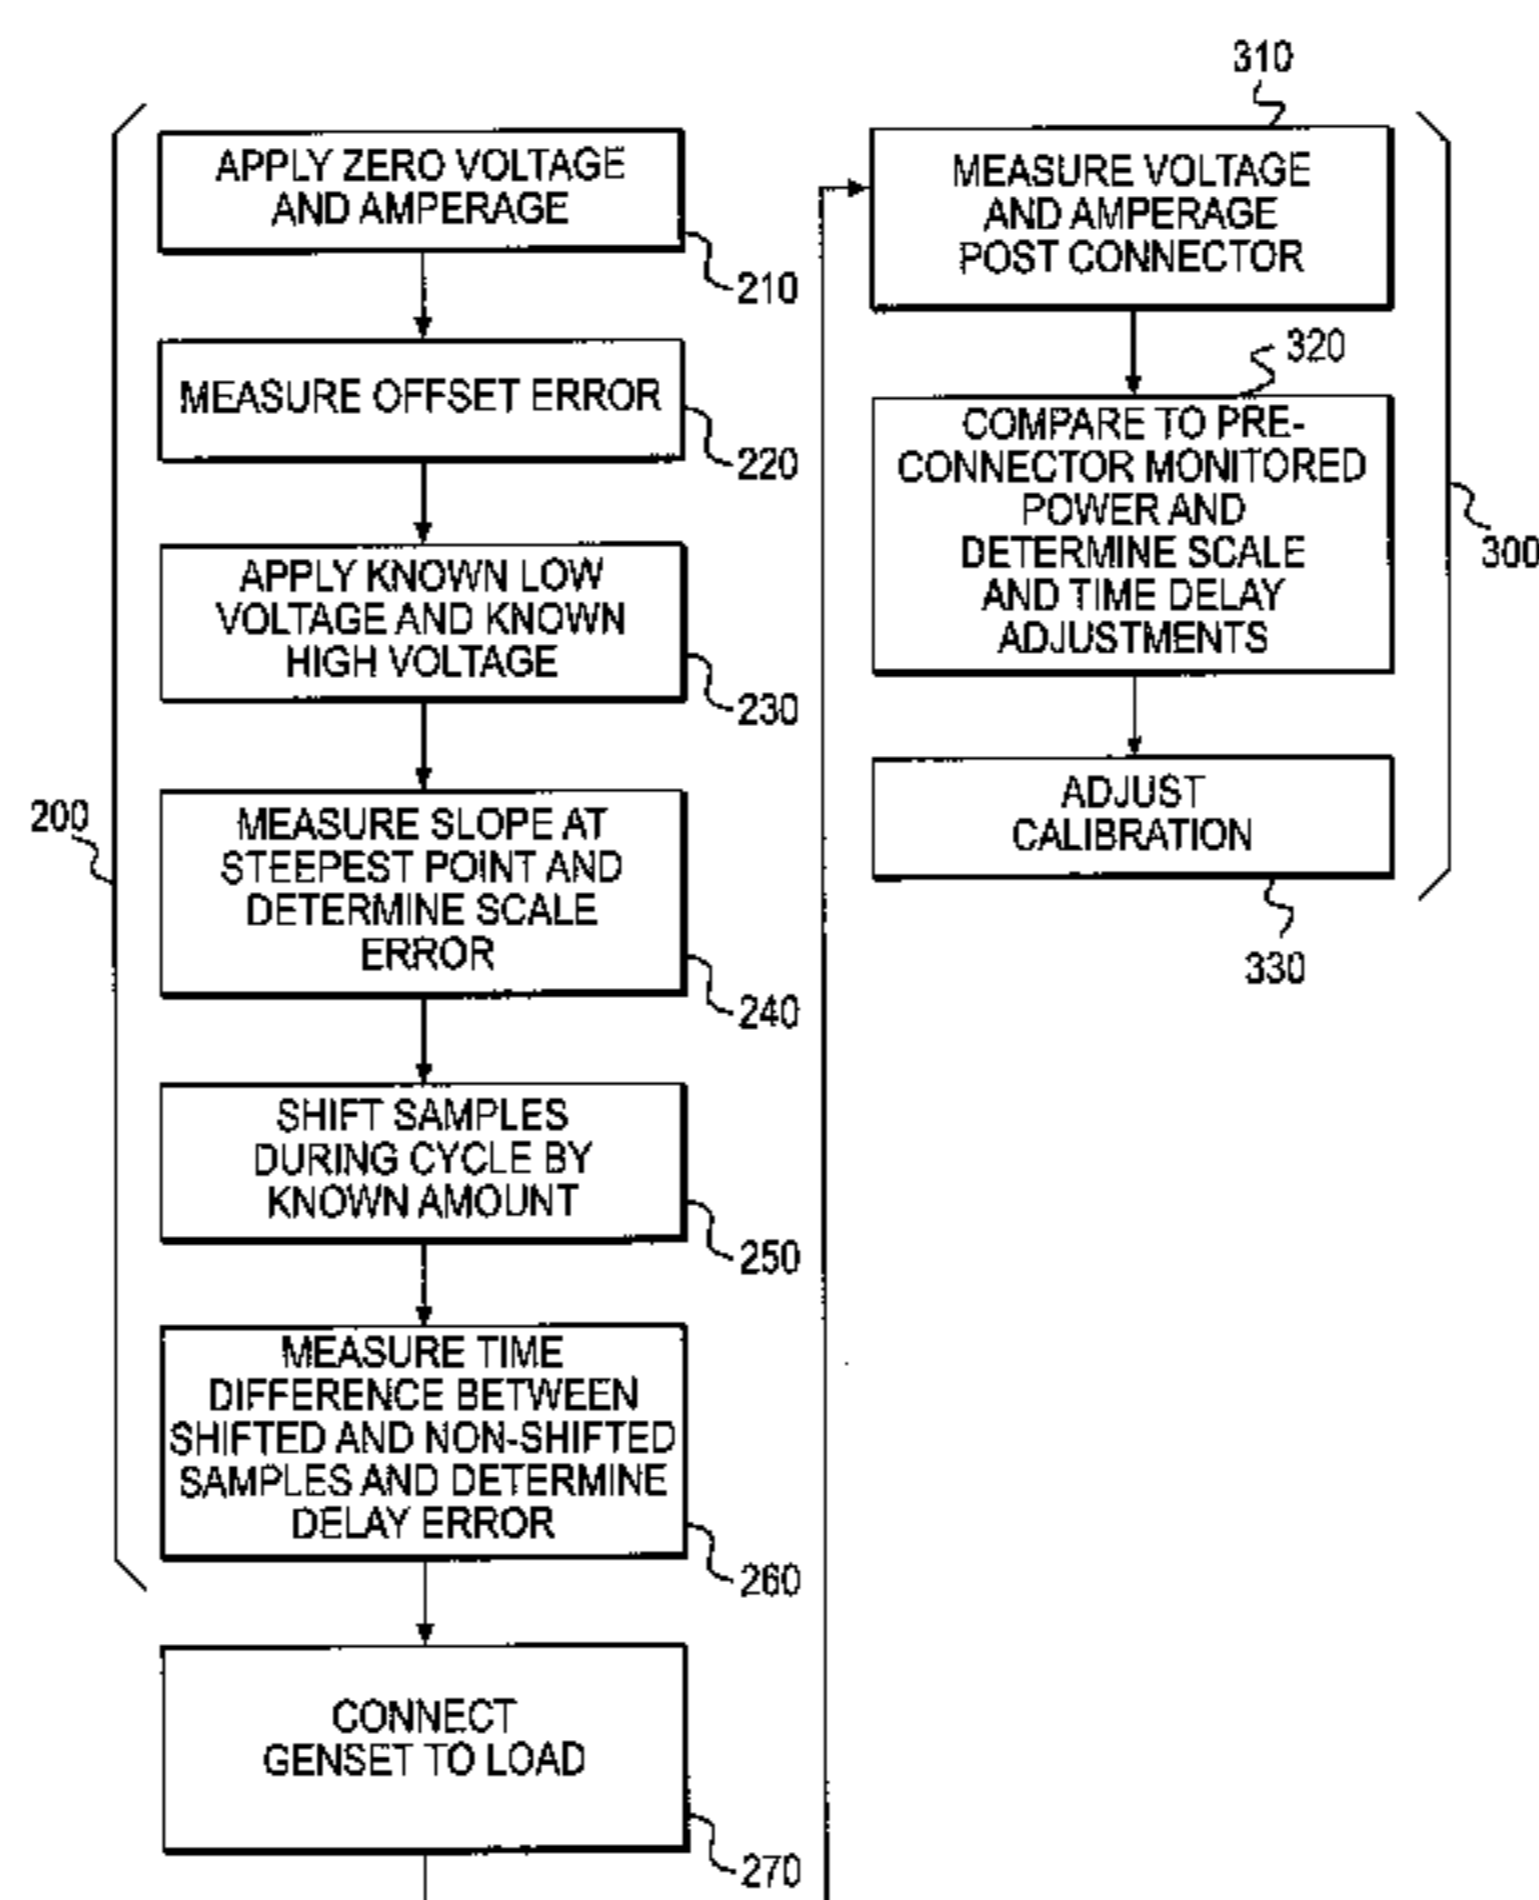 200
APPLY ZERO VOLTAGE
AND AMPERAGE
210
MEASURE OFFSET ERROR
220
APPLY KNOWN LOW
VOLTAGE AND KNOWN
HIGH VOLTAGE
230
MEASURE SLOPE AT
STEEPEST POINT AND
DETERMINE SCALE
ERROR
240
SHIFT SAMPLES
DURING CYCLE BY
KNOWN AMOUNT
250
MEASURE TIME
DIFFERENCE BETWEEN
SHIFTED AND NON-SHIFTED
SAMPLES AND DETERMINE
DELAY ERROR
260
CONNECT
GENSET TO LOAD
270
310
MEASURE VOLTAGE
AND AMPERAGE
POST CONNECTOR
320
COMPARE TO PRE-
CONNECTOR MONITORED
POWER AND
DETERMINE SCALE
AND TIME DELAY
ADJUSTMENTS
300
ADJUST
CALIBRATION
330